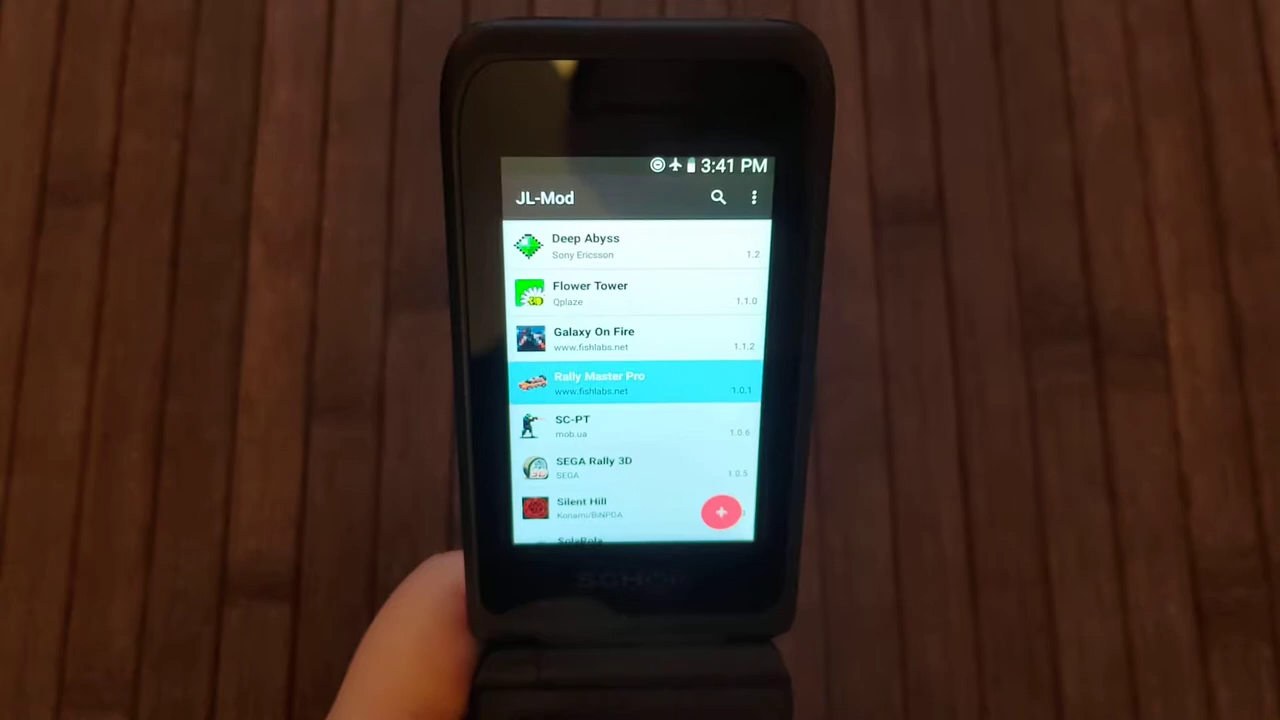 3:41 PM
JL-Mod
Deep Abyss
Sony Ericsson 1.2
Flower Tower
Qplaze 1.1.0
Galaxy On Fire
www.fishlabs.net 1.1.2
Rally Master Pro
www.fishlabs.net 1.0.1
SC-PT
mob.ua 1.0.6
SEGA Rally 3D
SEGA 1.0.5
Silent Hill
Konami/BiNPDA
SolaRola
SCHOK